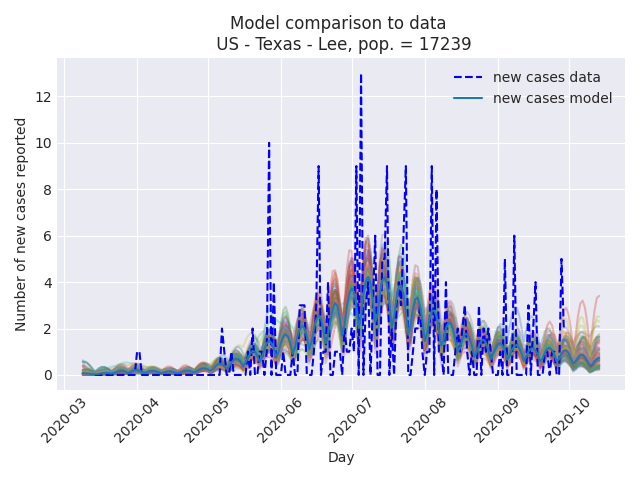 Model comparison to data
US - Texas - Lee, pop. = 17239
new cases data
new cases model
Number of new cases reported
12
10
8
6
4
2
0
2020-03
2020-04
2020-05
2020-06
2020-07
2020-08
2020-09
2020-10
Day